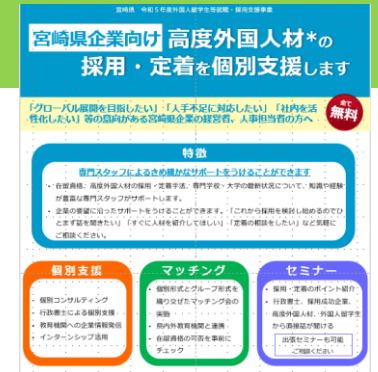 宮崎県 令和5年度外国人留学生等就職・採用支援事業
宮崎県企業向け 高度外国人材*の
採用・定着を個別支援します
「グローバル展開を目指したい」「人手不足に対応したい」「社内を活
性化したい」等の意向がある宮崎県企業の経営者、人事担当者の方へ
全て
無料
特徴
専門スタッフによるきめ細かなサポートをうけることができます
・在留資格、高度外国人材の採用・定着手法、専門学校・大学の最新状況について、知識や経験
が豊富な専門スタッフがサポートします。
・企業の要望に沿ったサポートをうけることができます。「これから採用を検討し始めるのでひ
とまず話を聞きたい」「すぐに人材を紹介してほしい」「定着の相談をしたい」など気軽に
ご相談ください。
個別支援
・個別コンサルティング
・行政書士による個別支援
・教育機関への企業情報発信
・インターンシップ活用
マッチング
・個別形式とグループ形式を
織り交ぜたマッチング会の
実施
・県内外教育機関と連携
・在留資格の可否を事前に
チェック
セミナー
・採用・定着のポイント紹介
・行政書士、採用成功企業、
高度外国人材、外国人留学生
から直接話が聞ける
出張セミナーも可能
ご相談ください